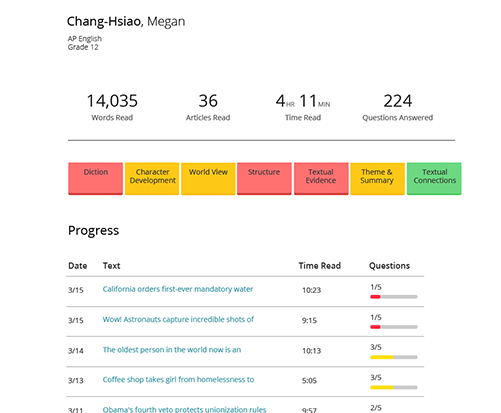 Chang-Hsiao, Megan
AP English
Grade 12
14,035 36 4 HR 11 MIN 224
Words Read Articles Read Time Read Questions Answered
Diction Character Development World View Structure Textual Evidence Theme & Summary Textual Connections
Progress
Date Text Time Read Questions
3/15 California orders first-ever mandatory water 10:23 1/5
3/15 Wow! Astronauts capture incredible shots of 9:15 1/5
3/14 The oldest person in the world now is an 10:13 3/5
3/13 Coffee shop takes girl from homelessness to 5:05 3/5
3/11 Obama's fourth veto protects unionization rules 9:57 2/5